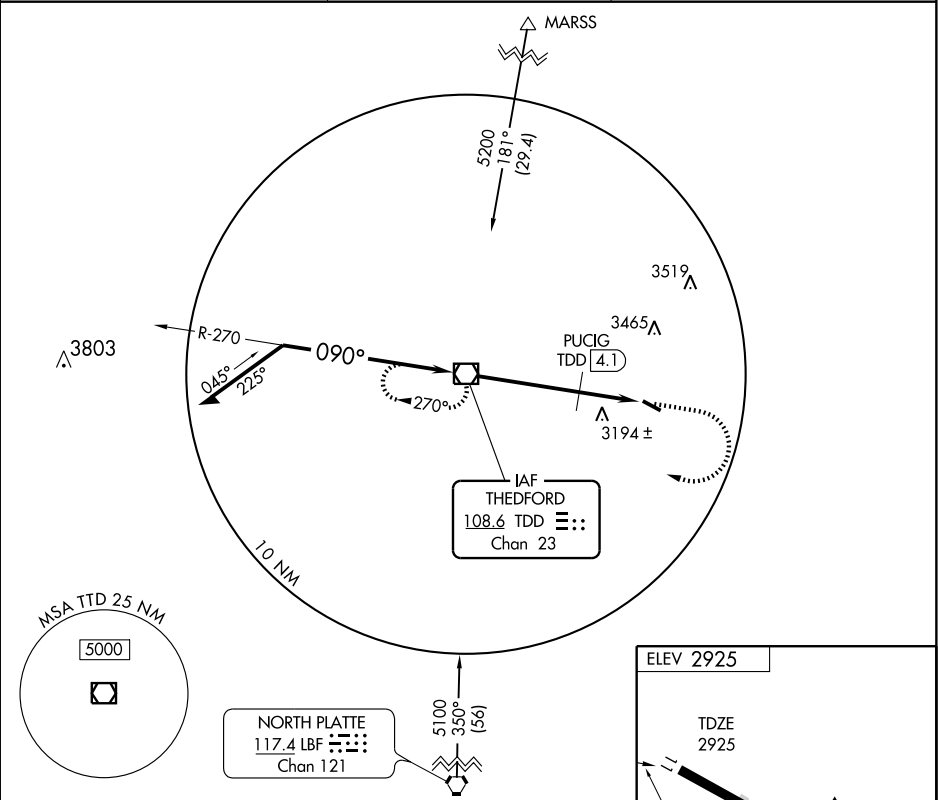 MARSS
5200
181°
(29.4)
3519
3465
PUCIG
TDD 4.1
3803
R-270
090°
045°
225°
270°
3194 ±
IAF
THEDFORD
108.6 TDD
Chan 23
10 NM
MSA TTD 25 NM
5000
ELEV 2925
TDZE
2925
5100
350°
(56)
NORTH PLATTE
117.4 LBF
Chan 121